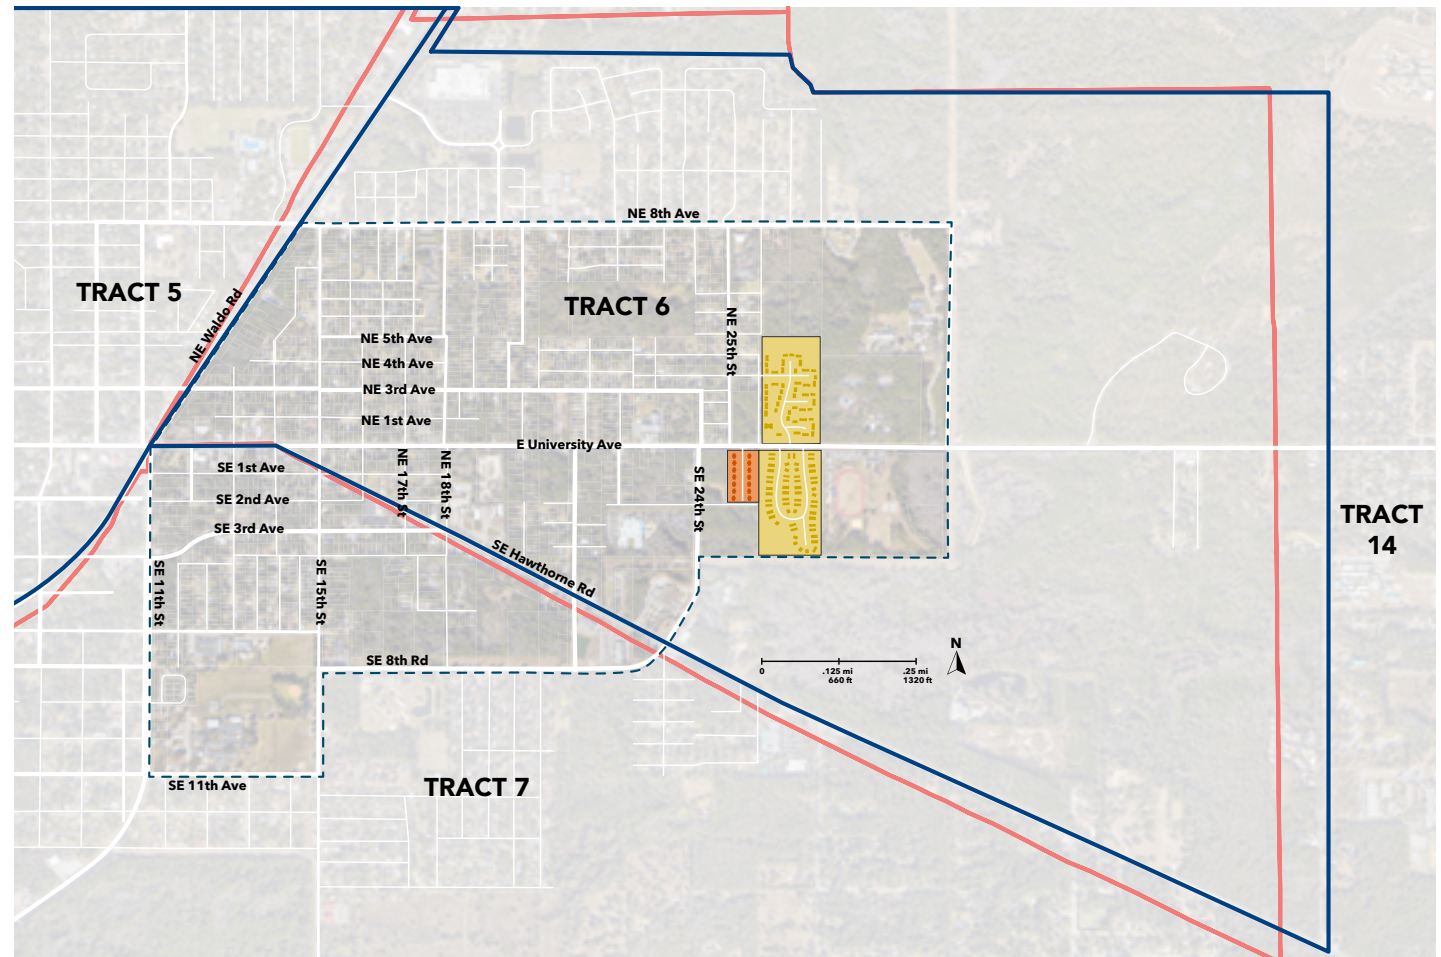 NE 8th Ave
TRACT 5
TRACT 6
NE Waldo Rd
NE 25th St
NE 5th Ave
NE 4th Ave
NE 3rd Ave
NE 1st Ave
E University Ave
SE 1st Ave
NE 17th St
NE 18th St
SE 24th St
SE 2nd Ave
SE 3rd Ave
TRACT
14
SE Hawthorne Rd
SE 11th St
SE 15th St
N
SE 8th Rd
0
.125 mi
660 ft
.25 mi
1320 ft
SE 11th Ave
TRACT 7